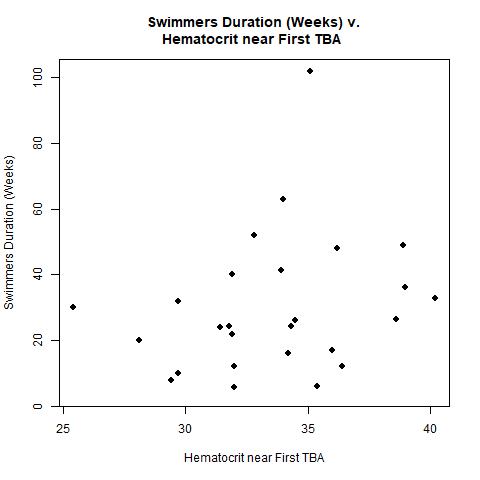 Swimmers Duration (Weeks) v.
Hematocrit near First TBA
Swimmers Duration (Weeks)
100
80
60
40
20
0
25
30
35
40
Hematocrit near First TBA